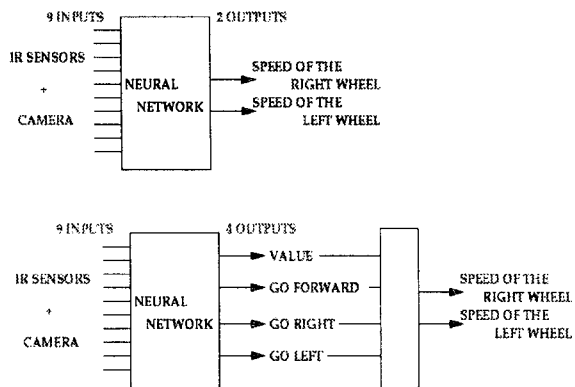 9 INPUTS
2 OUTPUTS
IR SENSORS
+
CAMERA
NEURAL
NETWORK
SPEED OF THE
RIGHT WHEEL
SPEED OF THE
LEFT WHEEL
9 INPUTS
4 OUTPUTS
IR SENSORS
+
CAMERA
NEURAL
NETWORK
VALUE
GO FORWARD
GO RIGHT
GO LEFT
SPEED OF THE
RIGHT WHEEL
SPEED OF THE
LEFT WHEEL